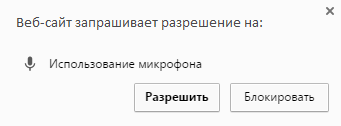 Веб-сайт запрашивает разрешение на:
Использование микрофона
Разрешить Блокировать